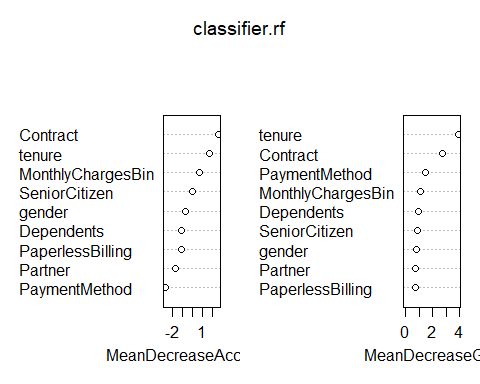 classifier.rf
Contract
tenure
MonthlyChargesBin
SeniorCitizen
gender
Dependents
PaperlessBilling
Partner
PaymentMethod
-2 1
MeanDecreaseAcc
tenure
Contract
PaymentMethod
MonthlyChargesBin
Dependents
SeniorCitizen
gender
Partner
PaperlessBilling
0 2 4
MeanDecreaseG